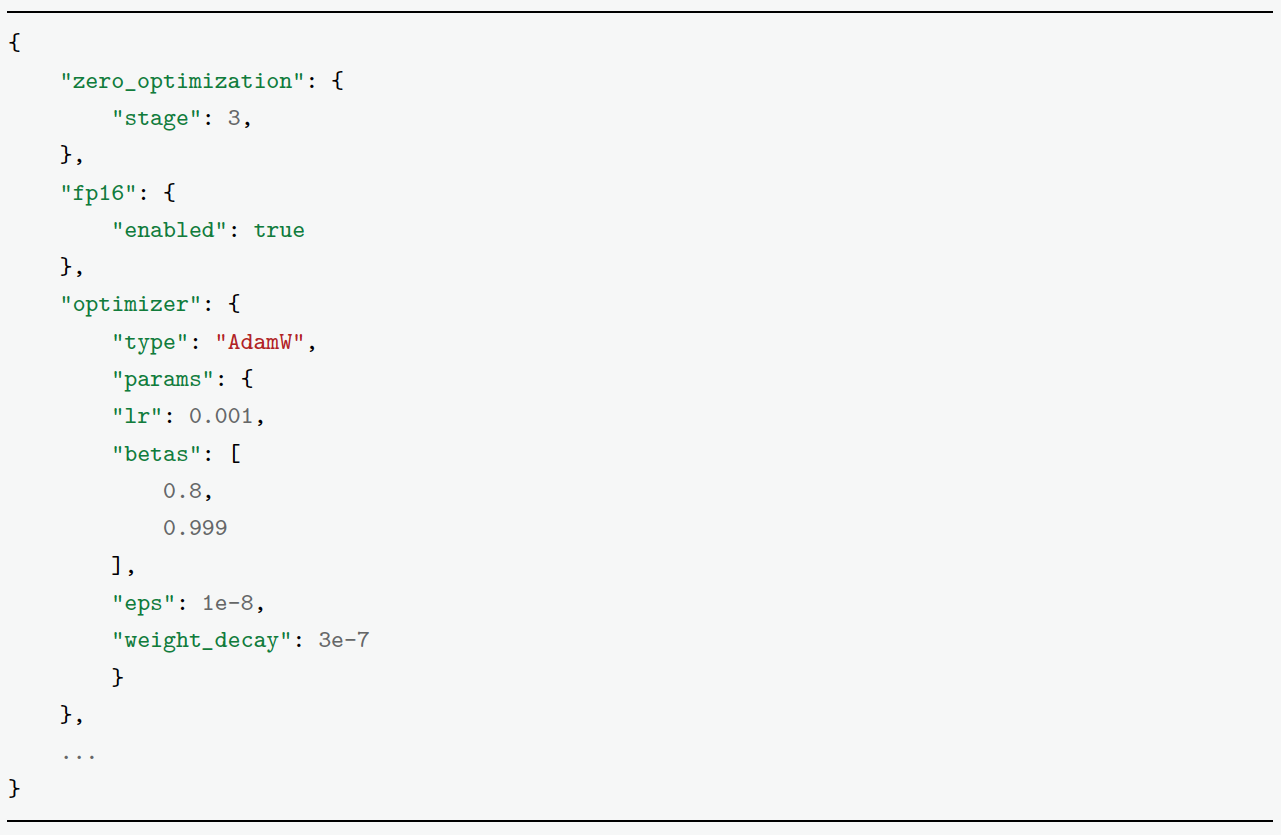 {
    "zero_optimization": {
        "stage": 3,
    },
    "fp16": {
        "enabled": true
    },
    "optimizer": {
        "type": "AdamW",
        "params": {
        "lr": 0.001,
        "betas": [
            0.8,
            0.999
        ],
        "eps": 1e-8,
        "weight_decay": 3e-7
        }
    },
    ...
}